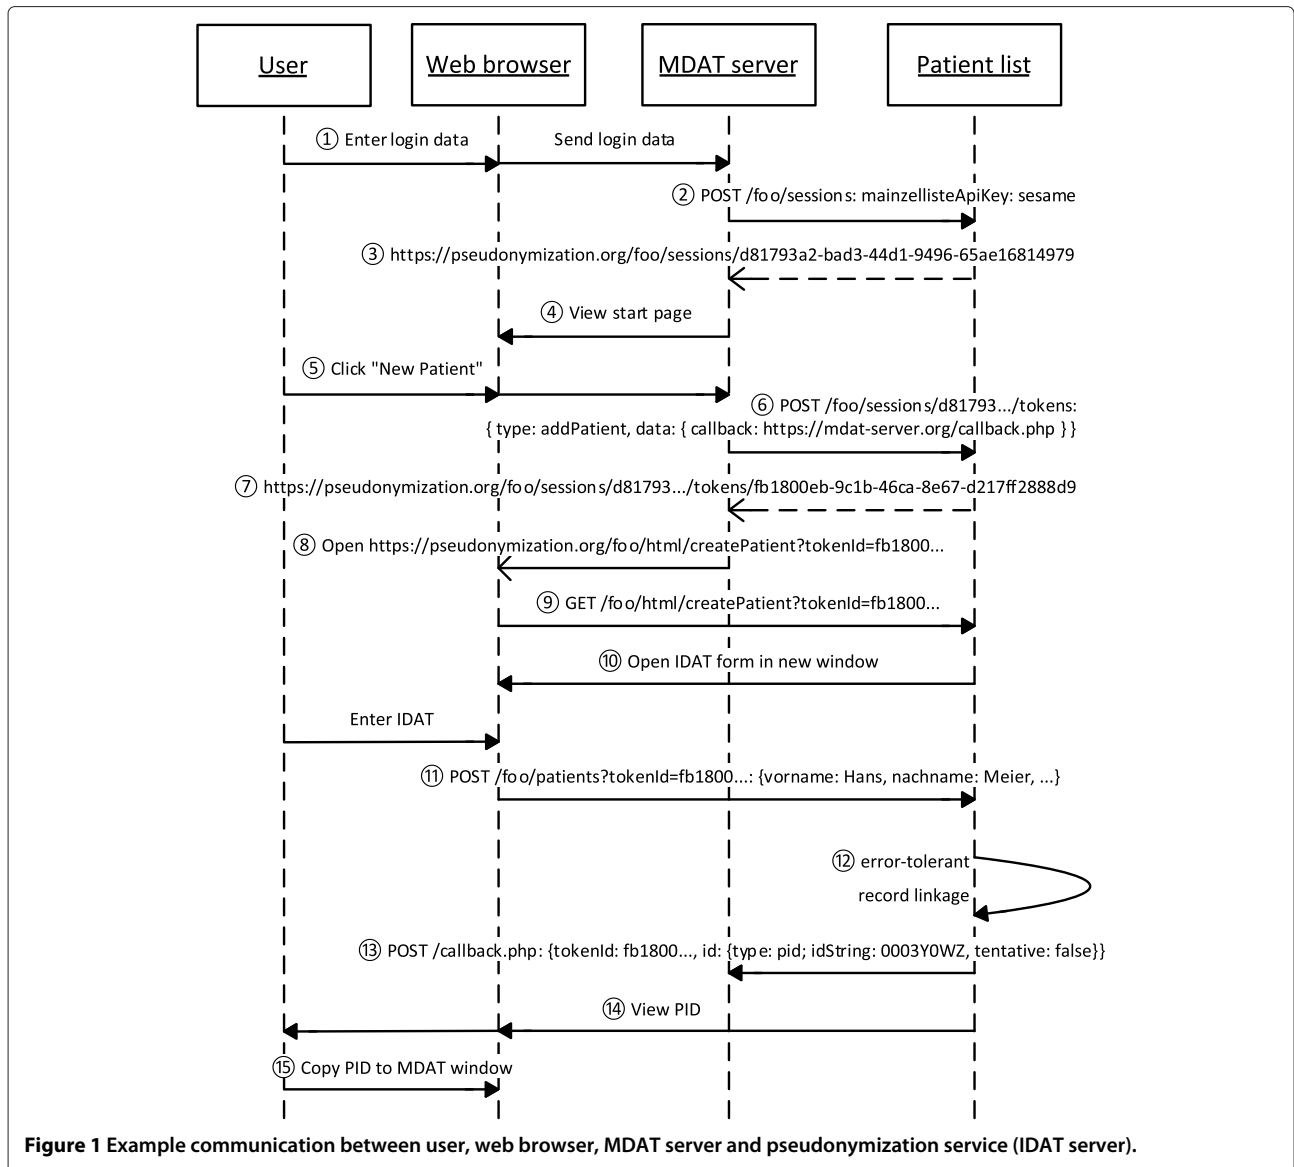 User
Web browser
MDAT server
Patient list
① Enter login data
Send login data
② POST /foo/sessions: mainzellisteApiKey: sesame
③ https://pseudonymization.org/foo/sessions/d81793a2-bad3-44d1-9496-65ae16814979
④ View start page
⑤ Click "New Patient"
⑥ POST /foo/sessions/d81793.../tokens:
{ type: addPatient, data: { callback: https://mdat-server.org/callback.php } }
⑦ https://pseudonymization.org/foo/sessions/d81793.../tokens/fb1800eb-9c1b-46ca-8e67-d217ff2888d9
⑧ Open https://pseudonymization.org/foo/html/createPatient?tokenId=fb1800...
⑨ GET /foo/html/createPatient?tokenId=fb1800...
⑩ Open IDAT form in new window
Enter IDAT
⑪ POST /foo/patients?tokenId=fb1800...: {vorname: Hans, nachname: Meier, ...}
⑫ error-tolerant
record linkage
⑬ POST /callback.php: {tokenId: fb1800..., id: {type: pid; idString: 0003Y0WZ, tentative: false}}
⑭ View PID
⑮ Copy PID to MDAT window
Figure 1 Example communication between user, web browser, MDAT server and pseudonymization service (IDAT server).